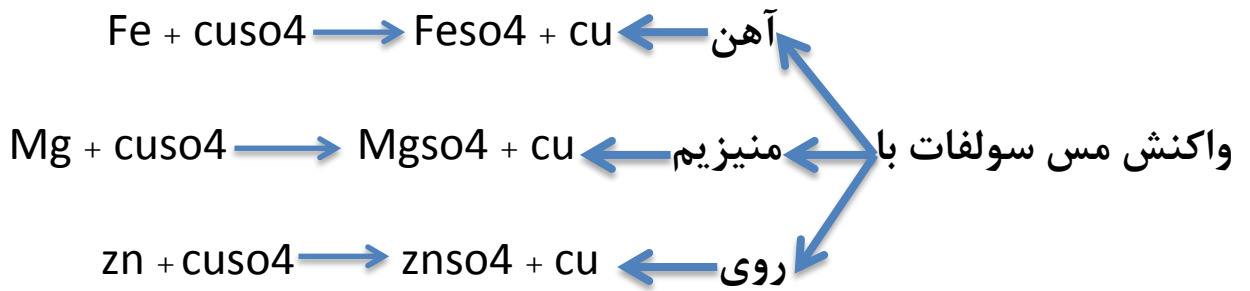 Fe + cuso4 → Feso4 + cu ← آهن
Mg + cuso4 → Mgso4 + cu ← منیزیم ← واکنش مس سولفات با
zn + cuso4 → znso4 + cu ← روی